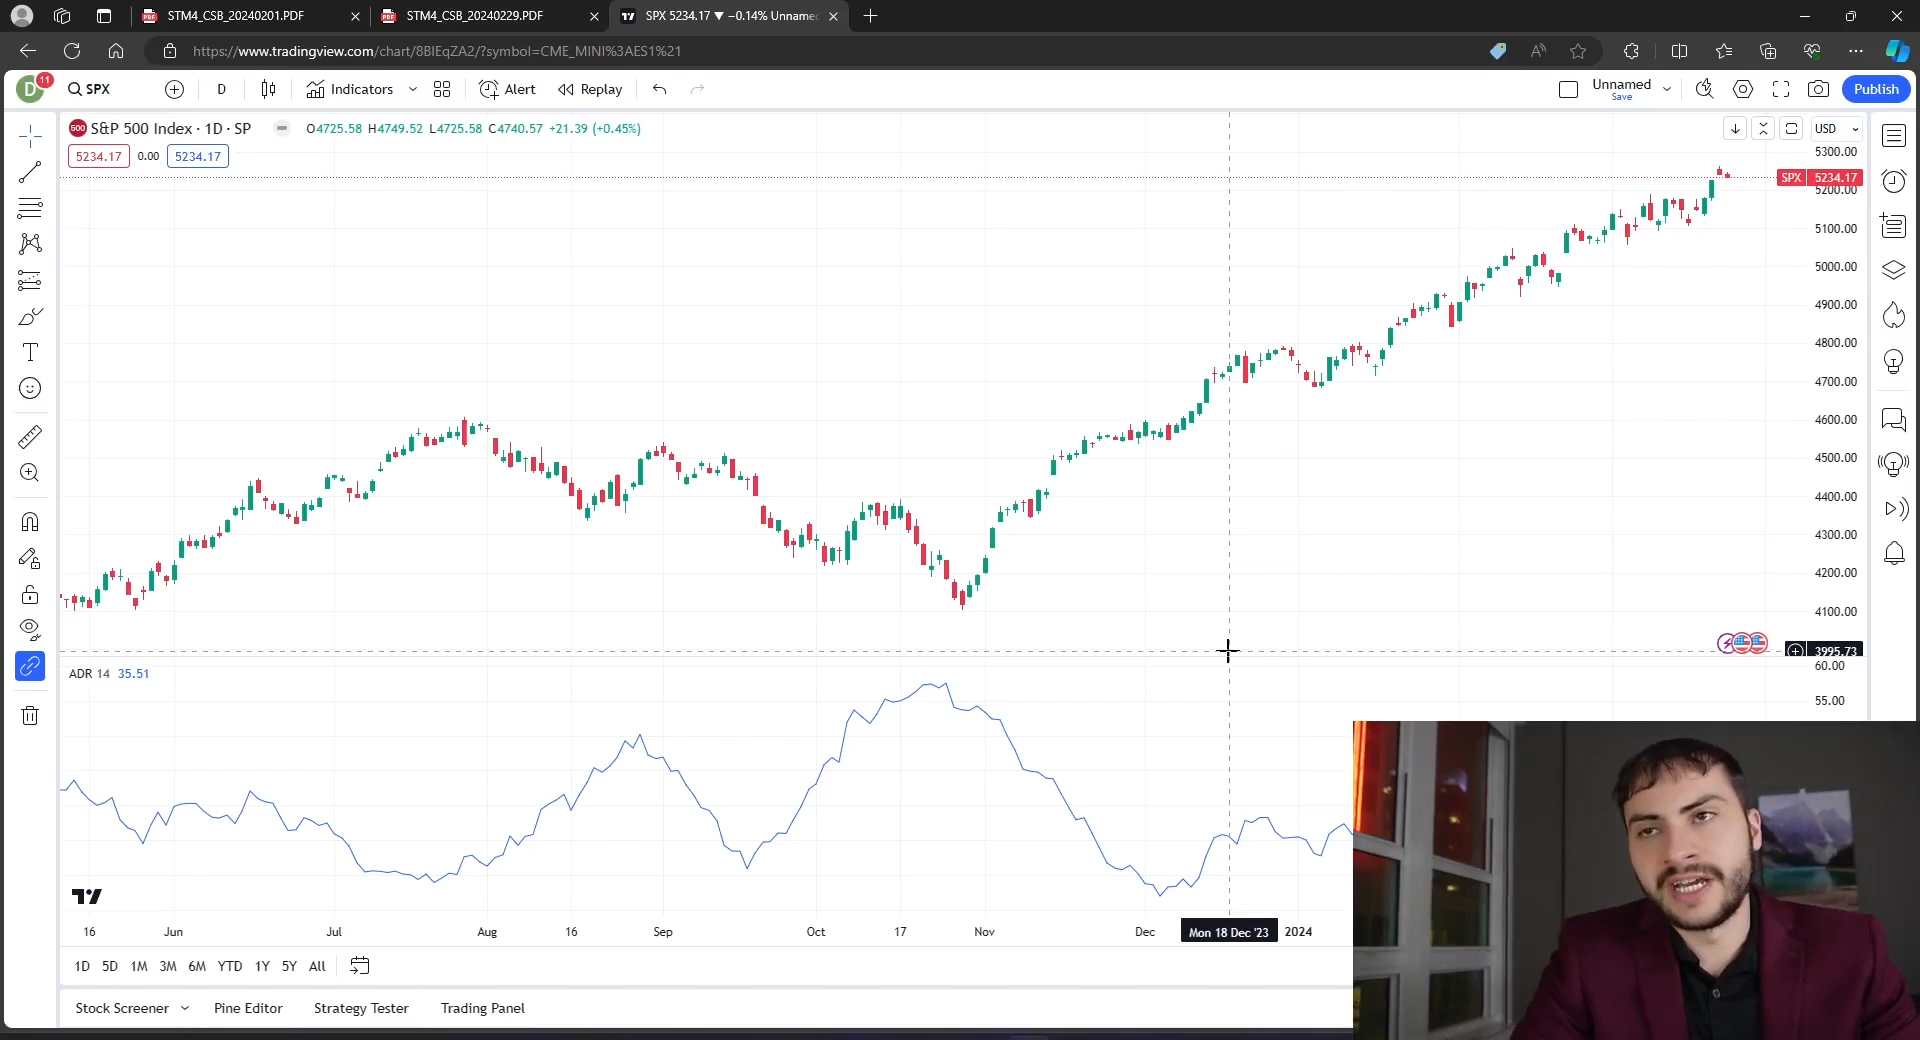 STM4_CSB_20240201.PDF
STM4_CSB_20240229.PDF
SPX 5234.17 ▼ −0.14% Unname
https://www.tradingview.com/chart/8BIEqZA2/?symbol=CME_MINI%3AES1%21
D 11 SPX D Indicators Alert Replay Unnamed Save Publish
500 S&P 500 Index · 1D · SP O4725.58 H4749.52 L4725.58 C4740.57 +21.39 (+0.45%) USD
5234.17 0.00 5234.17
5300.00
SPX 5234.17
5200.00
5100.00
5000.00
4900.00
4800.00
4700.00
4600.00
4500.00
4400.00
4300.00
4200.00
4100.00
3995.73
60.00
ADR 14 35.51
55.00
16 Jun Jul Aug 16 Sep Oct 17 Nov Dec Mon 18 Dec '23 2024
1D 5D 1M 3M 6M YTD 1Y 5Y All
Stock Screener Pine Editor Strategy Tester Trading Panel